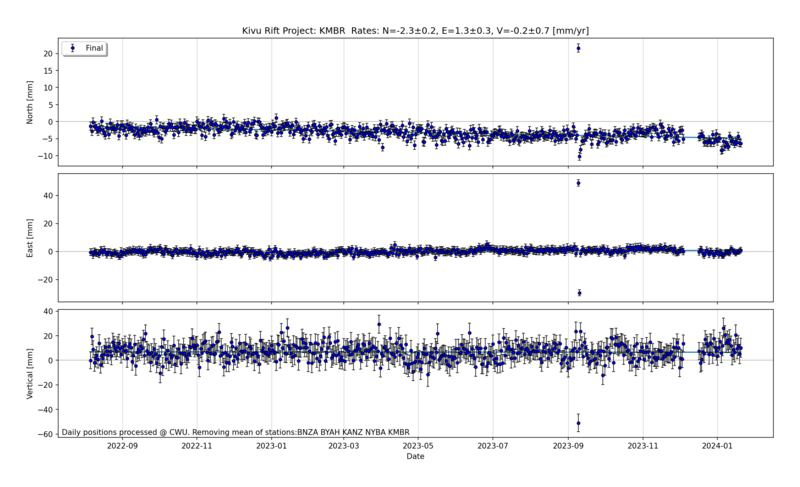 Kivu Rift Project: KMBR Rates: N=-2.3±0.2, E=1.3±0.3, V=-0.2±0.7 [mm/yr]
Final
North [mm]
20
15
10
5
0
−5
−10
East [mm]
40
20
0
−20
Vertical [mm]
40
20
0
−20
−40
−60
Daily positions processed @ CWU. Removing mean of stations:BNZA BYAH KANZ NYBA KMBR
2022-09 2022-11 2023-01 2023-03 2023-05 2023-07 2023-09 2023-11 2024-01
Date